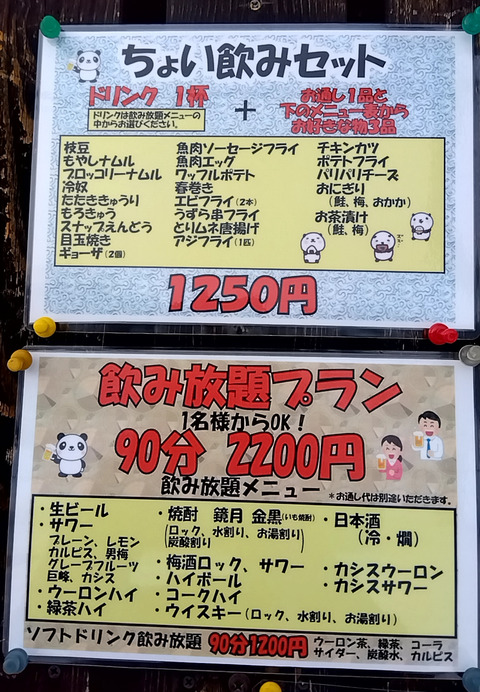 ちょい飲みセット
ドリンク 1杯
ドリンクは飲み放題メニューの
中からお選びください。
+
お通し1品と
下のメニュー表から
お好きな物3品
枝豆
もやしナムル
ブロッコリーナムル
冷奴
たたききゅうり
もろきゅう
スナップえんどう
目玉焼き
ギョーザ(2個)
魚肉ソーセージフライ
魚肉エッグ
ワッフルポテト
春巻き
エビフライ(2本)
うずら串フライ
とりムネ唐揚げ
アジフライ(1匹)
チキンカツ
ポテトフライ
パリパリチーズ
おにぎり
(鮭、梅、おかか)
お茶漬け
(鮭、梅)
1250円
飲み放題プラン
1名様からOK!
90分 2200円
飲み放題メニュー
*お通し代は別途いただきます。
・生ビール
・サワー
プレーン、レモン
カルピス、男梅
グレープフルーツ
巨峰、カシス
・ウーロンハイ
・緑茶ハイ
・焼酎 鏡月 金黒(いも焼酎)
(ロック、水割り、お湯割り
炭酸割り)
・梅酒ロック、サワー
・ハイボール
・コークハイ
・ウイスキー(ロック、水割り、お湯割り)
・日本酒
(冷・燗)
・カシスウーロン
・カシスサワー
ソフトドリンク飲み放題 90分1200円
ウーロン茶、緑茶、コーラ
サイダー、炭酸水、カルピス